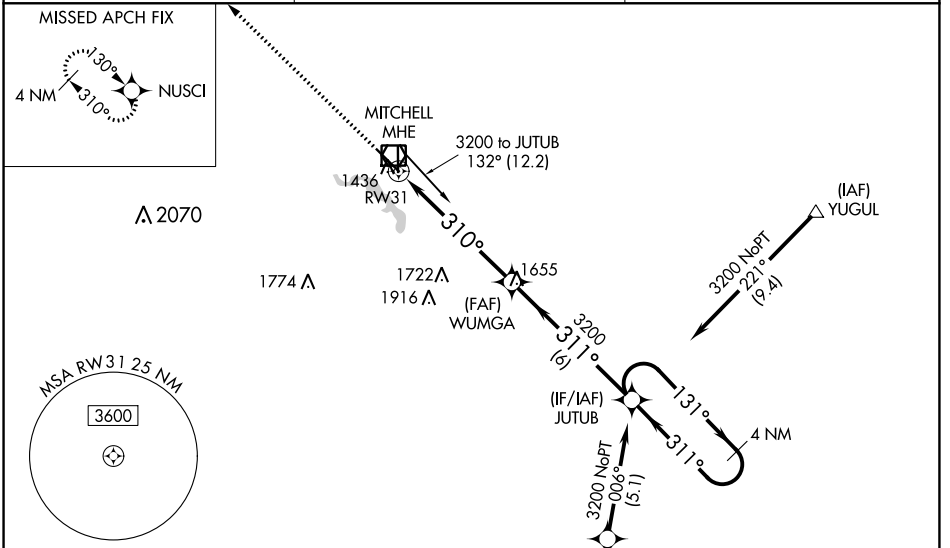 MISSED APCH FIX
130°
4 NM
310°
NUSCI
MITCHELL
MHE
3200 to JUTUB
132° (12.2)
1436
RW31
2070
(IAF)
YUGUL
310°
3200 NoPT
221°
(9.4)
1774
1722
1655
1916
(FAF)
WUMGA
3200
311°
(6)
MSA RW31 25 NM
3600
(IF/IAF)
JUTUB
131°
4 NM
311°
3200 NoPT
006°
(5.1)